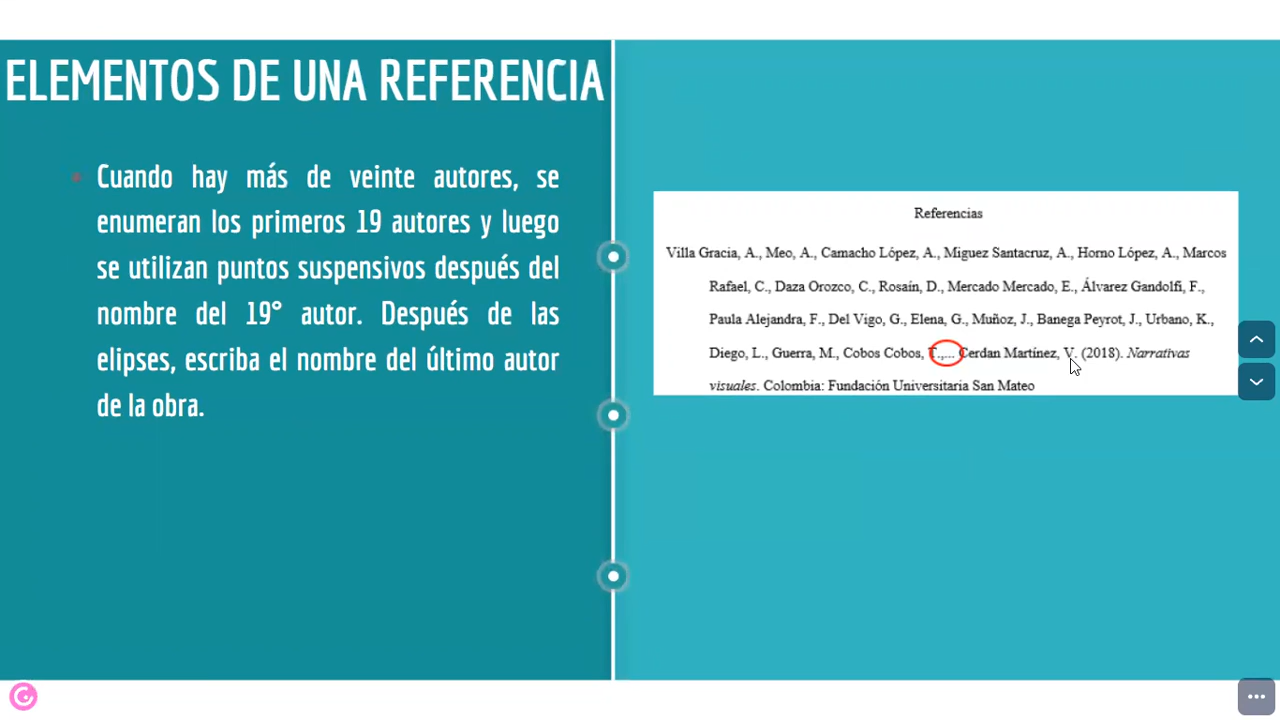 ELEMENTOS DE UNA REFERENCIA
Cuando hay más de veinte autores, se
enumeran los primeros 19 autores y luego
se utilizan puntos suspensivos después del
nombre del 19° autor. Después de las
elipses, escriba el nombre del último autor
de la obra.
Referencias
Villa Gracia, A., Meo, A., Camacho López, A., Miguez Santacruz, A., Horno López, A., Marcos
Rafael, C., Daza Orozco, C., Rosaín, D., Mercado Mercado, E., Álvarez Gandolfi, F.,
Paula Alejandra, F., Del Vigo, G., Elena, G., Muñoz, J., Banega Peyrot, J., Urbano, K.,
Diego, L., Guerra, M., Cobos Cobos, T.,... Cerdan Martínez, V. (2018). Narrativas
visuales. Colombia: Fundación Universitaria San Mateo